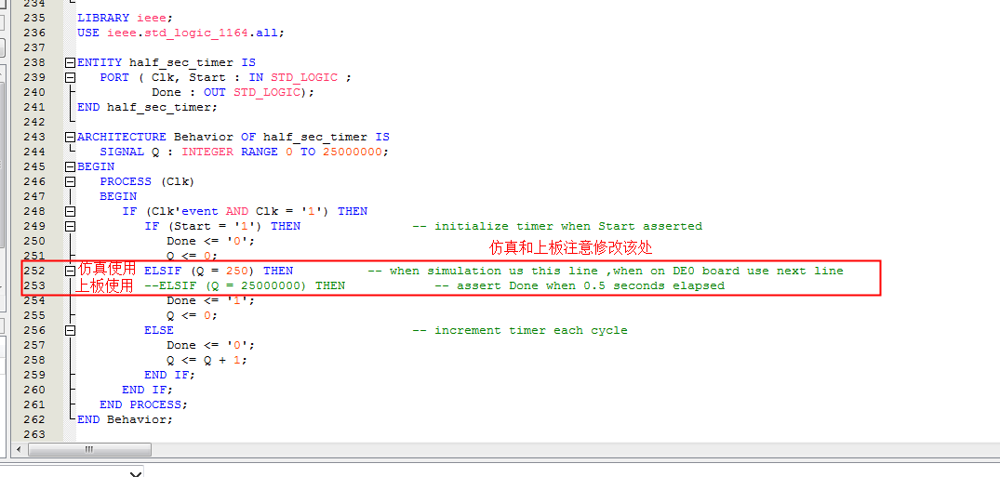 234
235 LIBRARY ieee;
236 USE ieee.std_logic_1164.all;
237
238 ENTITY half_sec_timer IS
239 PORT ( Clk, Start : IN STD_LOGIC ;
240 Done : OUT STD_LOGIC);
241 END half_sec_timer;
242
243 ARCHITECTURE Behavior OF half_sec_timer IS
244 SIGNAL Q : INTEGER RANGE 0 TO 25000000;
245 BEGIN
246 PROCESS (Clk)
247 BEGIN
248 IF (Clk'event AND Clk = '1') THEN
249 IF (Start = '1') THEN -- initialize timer when Start asserted
250 Done <= '0';
仿真和上板注意修改该处
251 Q <= 0;
252 仿真使用 ELSIF (Q = 250) THEN -- when simulation us this line ,when on DE0 board use next line
253 上板使用 --ELSIF (Q = 25000000) THEN -- assert Done when 0.5 seconds elapsed
254 Done <= '1';
255 Q <= 0;
256 ELSE -- increment timer each cycle
257 Done <= '0';
258 Q <= Q + 1;
259 END IF;
260 END IF;
261 END PROCESS;
262 END Behavior;
263